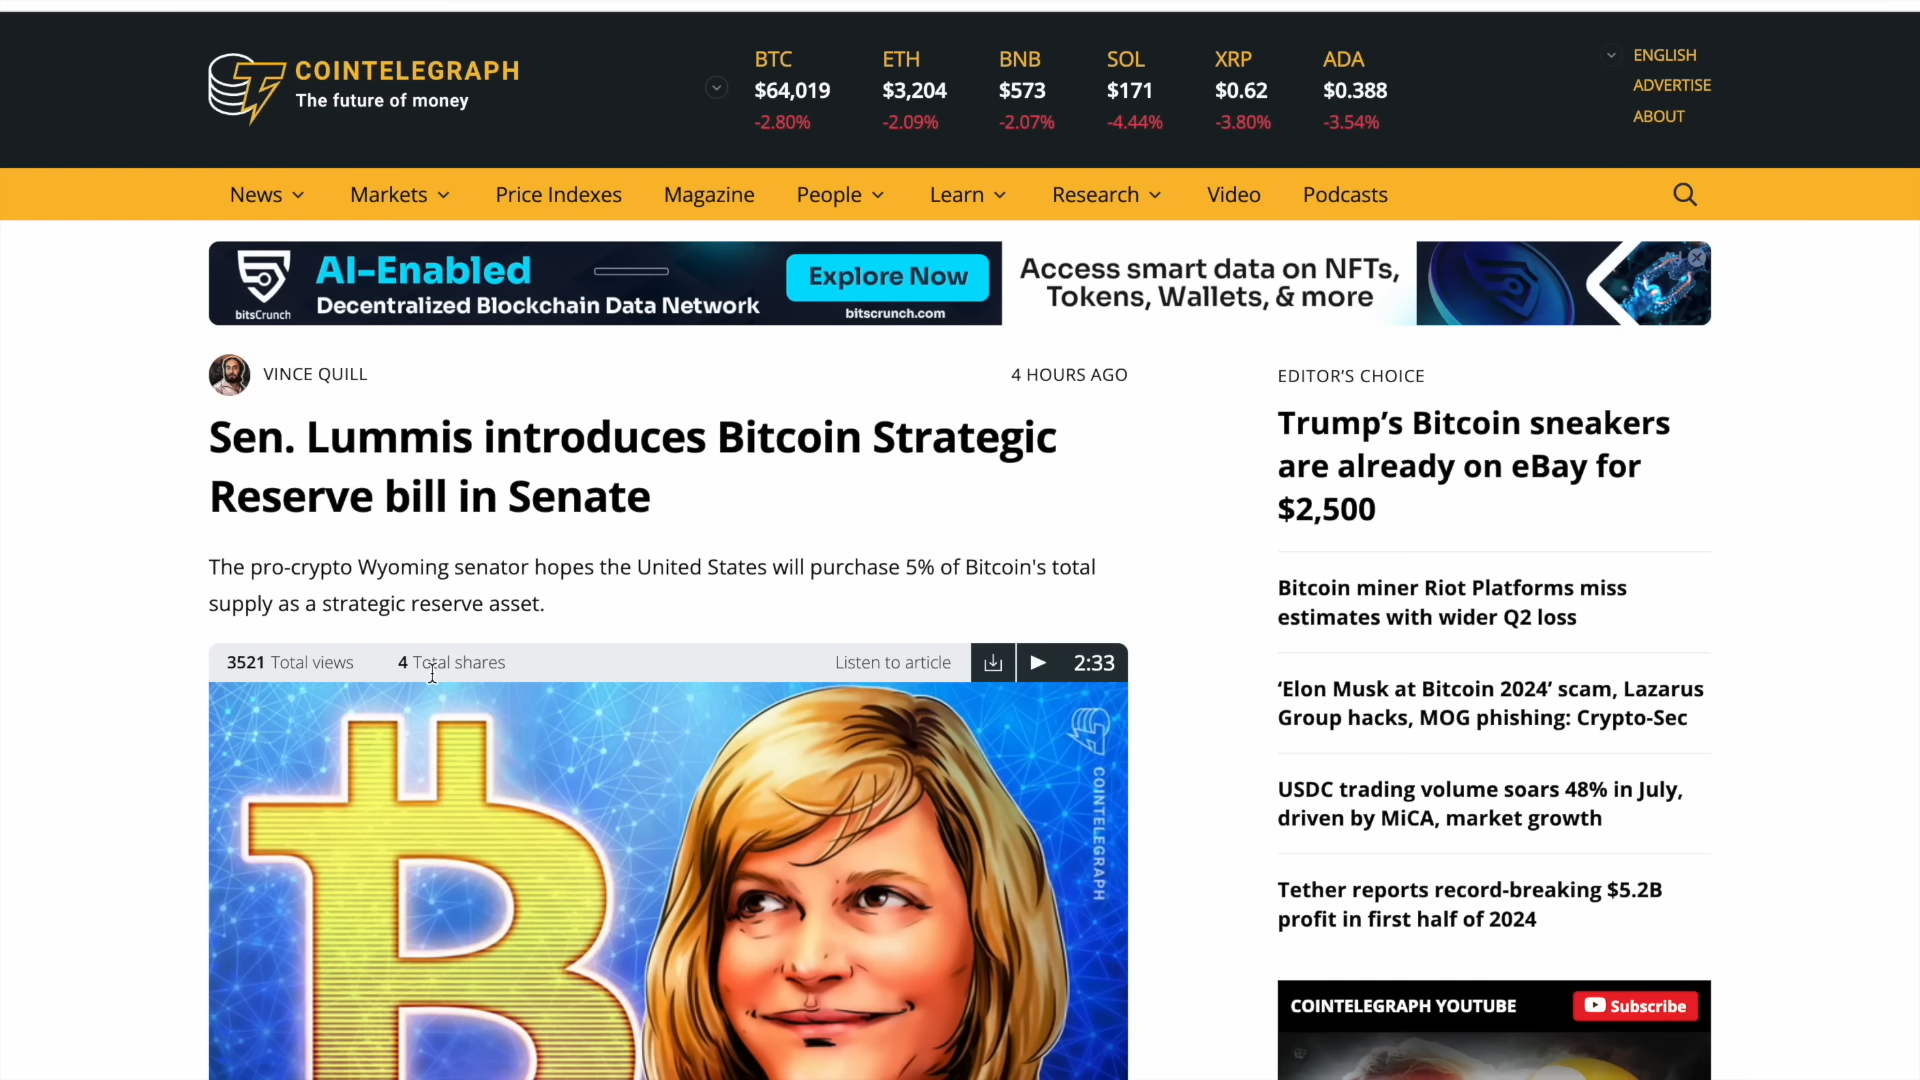 COINTELEGRAPH
The future of money
BTC
$64,019
-2.80%
ETH
$3,204
-2.09%
BNB
$573
-2.07%
SOL
$171
-4.44%
XRP
$0.62
-3.80%
ADA
$0.388
-3.54%
ENGLISH
ADVERTISE
ABOUT
News
Markets
Price Indexes
Magazine
People
Learn
Research
Video
Podcasts
bitsCrunch
AI-Enabled
Decentralized Blockchain Data Network
Explore Now
bitscrunch.com
Access smart data on NFTs,
Tokens, Wallets, & more
VINCE QUILL
4 HOURS AGO
Sen. Lummis introduces Bitcoin Strategic
Reserve bill in Senate
The pro-crypto Wyoming senator hopes the United States will purchase 5% of Bitcoin's total
supply as a strategic reserve asset.
3521 Total views
4 Total shares
Listen to article
2:33
COINTELEGRAPH
EDITOR’S CHOICE
Trump’s Bitcoin sneakers
are already on eBay for
$2,500
Bitcoin miner Riot Platforms miss
estimates with wider Q2 loss
‘Elon Musk at Bitcoin 2024’ scam, Lazarus
Group hacks, MOG phishing: Crypto-Sec
USDC trading volume soars 48% in July,
driven by MiCA, market growth
Tether reports record-breaking $5.2B
profit in first half of 2024
COINTELEGRAPH YOUTUBE
Subscribe